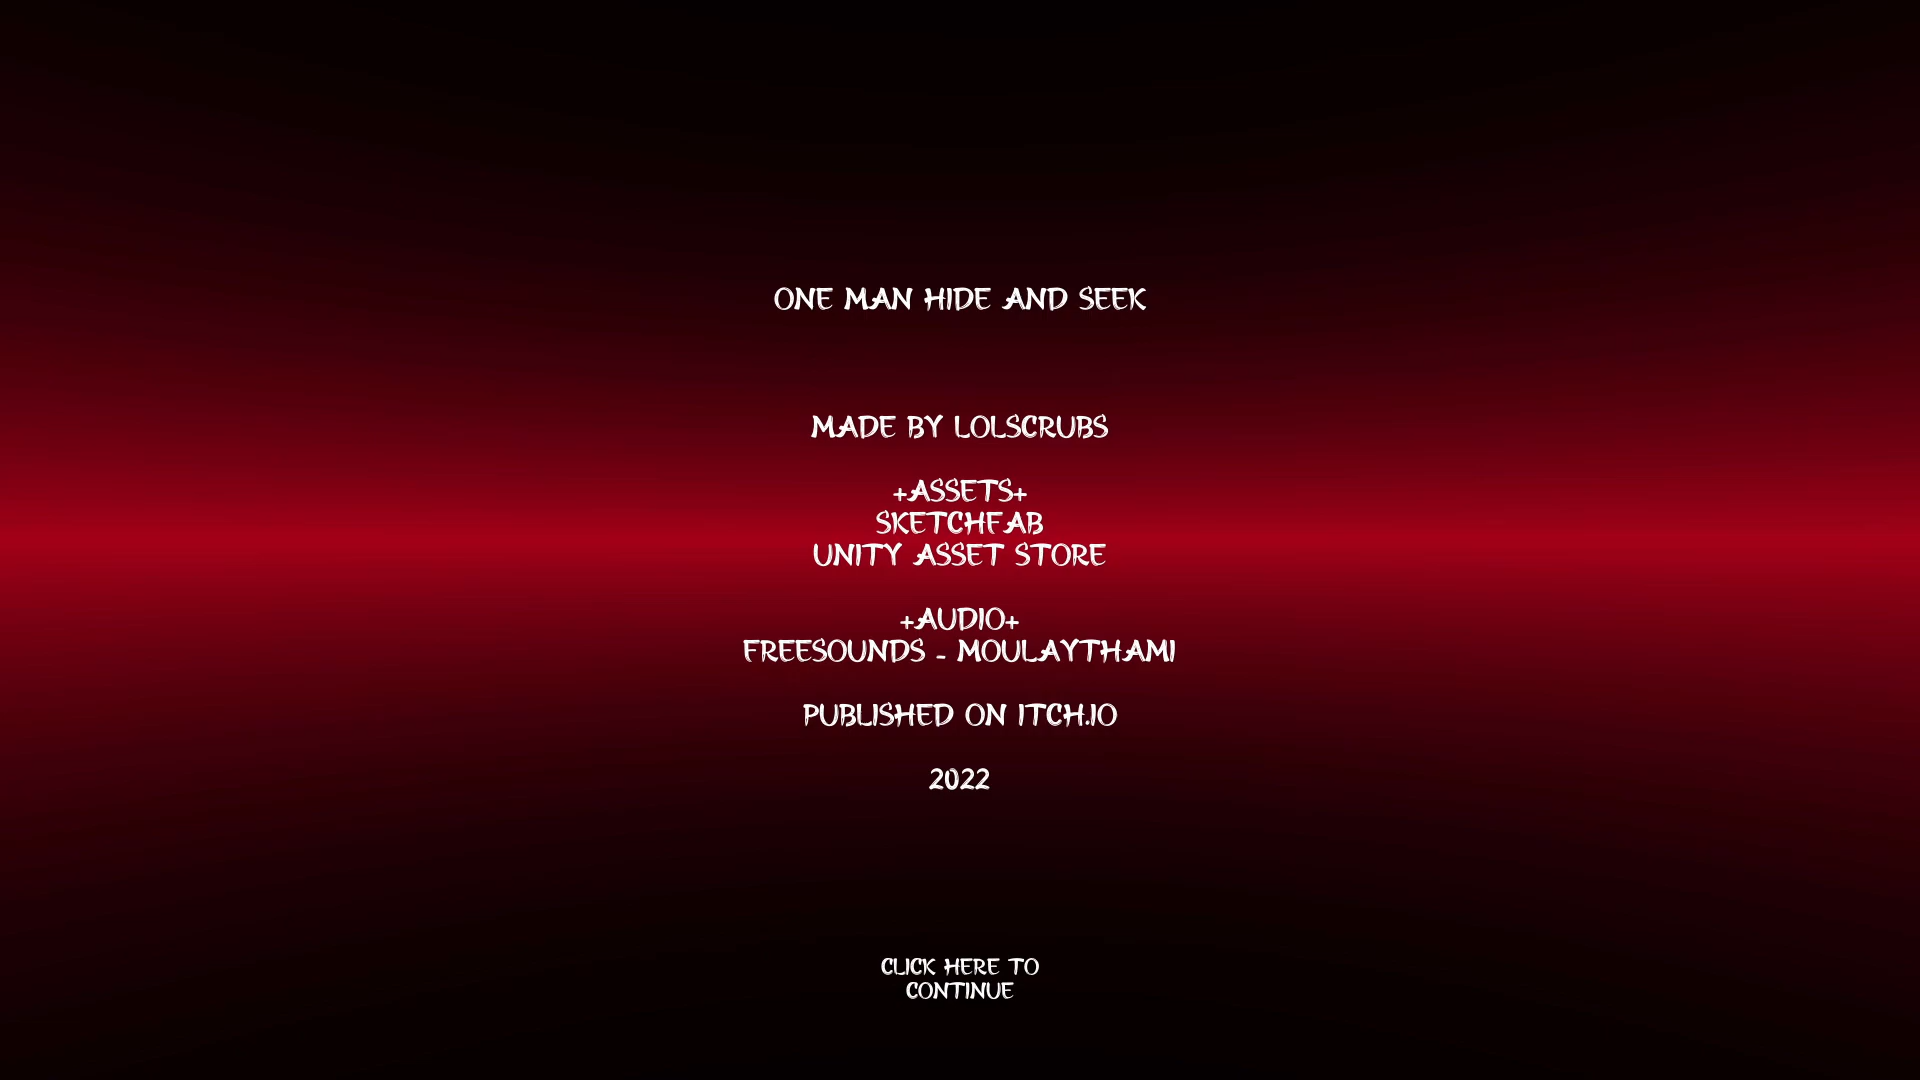 ONE MAN HIDE AND SEEK
MADE BY LOLSCRUBS
+ASSETS+
SKETCHFAB
UNITY ASSET STORE
+AUDIO+
FREESOUNDS - MOULAYTHAMI
PUBLISHED ON ITCH.IO
2022
CLICK HERE TO
CONTINUE